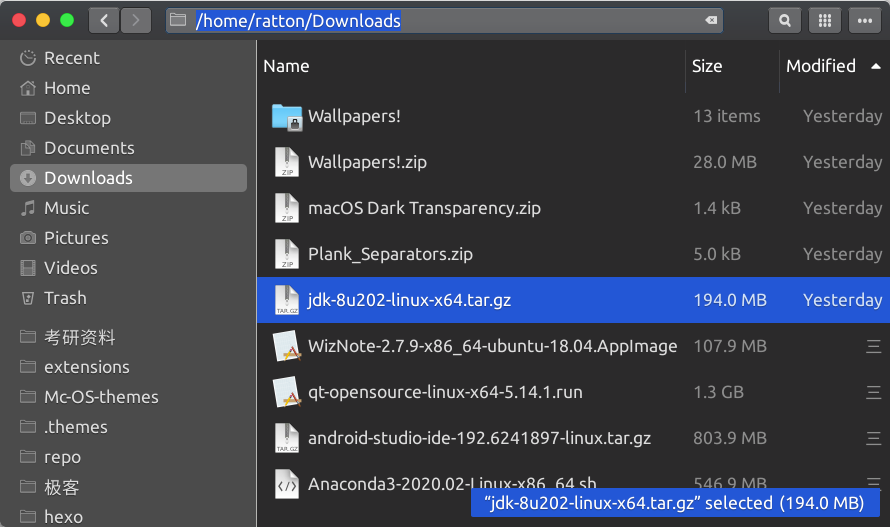 /home/ratton/Downloads
Recent
Home
Desktop
Documents
Downloads
Music
Pictures
Videos
Trash
考研资料
extensions
Mc-OS-themes
.themes
repo
极客
hexo
Name Size Modified
Wallpapers! 13 items Yesterday
Wallpapers!.zip 28.0 MB Yesterday
macOS Dark Transparency.zip 1.4 kB Yesterday
Plank_Separators.zip 5.0 kB Yesterday
jdk-8u202-linux-x64.tar.gz 194.0 MB Yesterday
WizNote-2.7.9-x86_64-ubuntu-18.04.AppImage 107.9 MB 三
qt-opensource-linux-x64-5.14.1.run 1.3 GB 三
android-studio-ide-192.6241897-linux.tar.gz 803.9 MB 三
Anaconda3-2020.02-Linux-x86_64.sh 546.9 MB 三
“jdk-8u202-linux-x64.tar.gz” selected (194.0 MB)